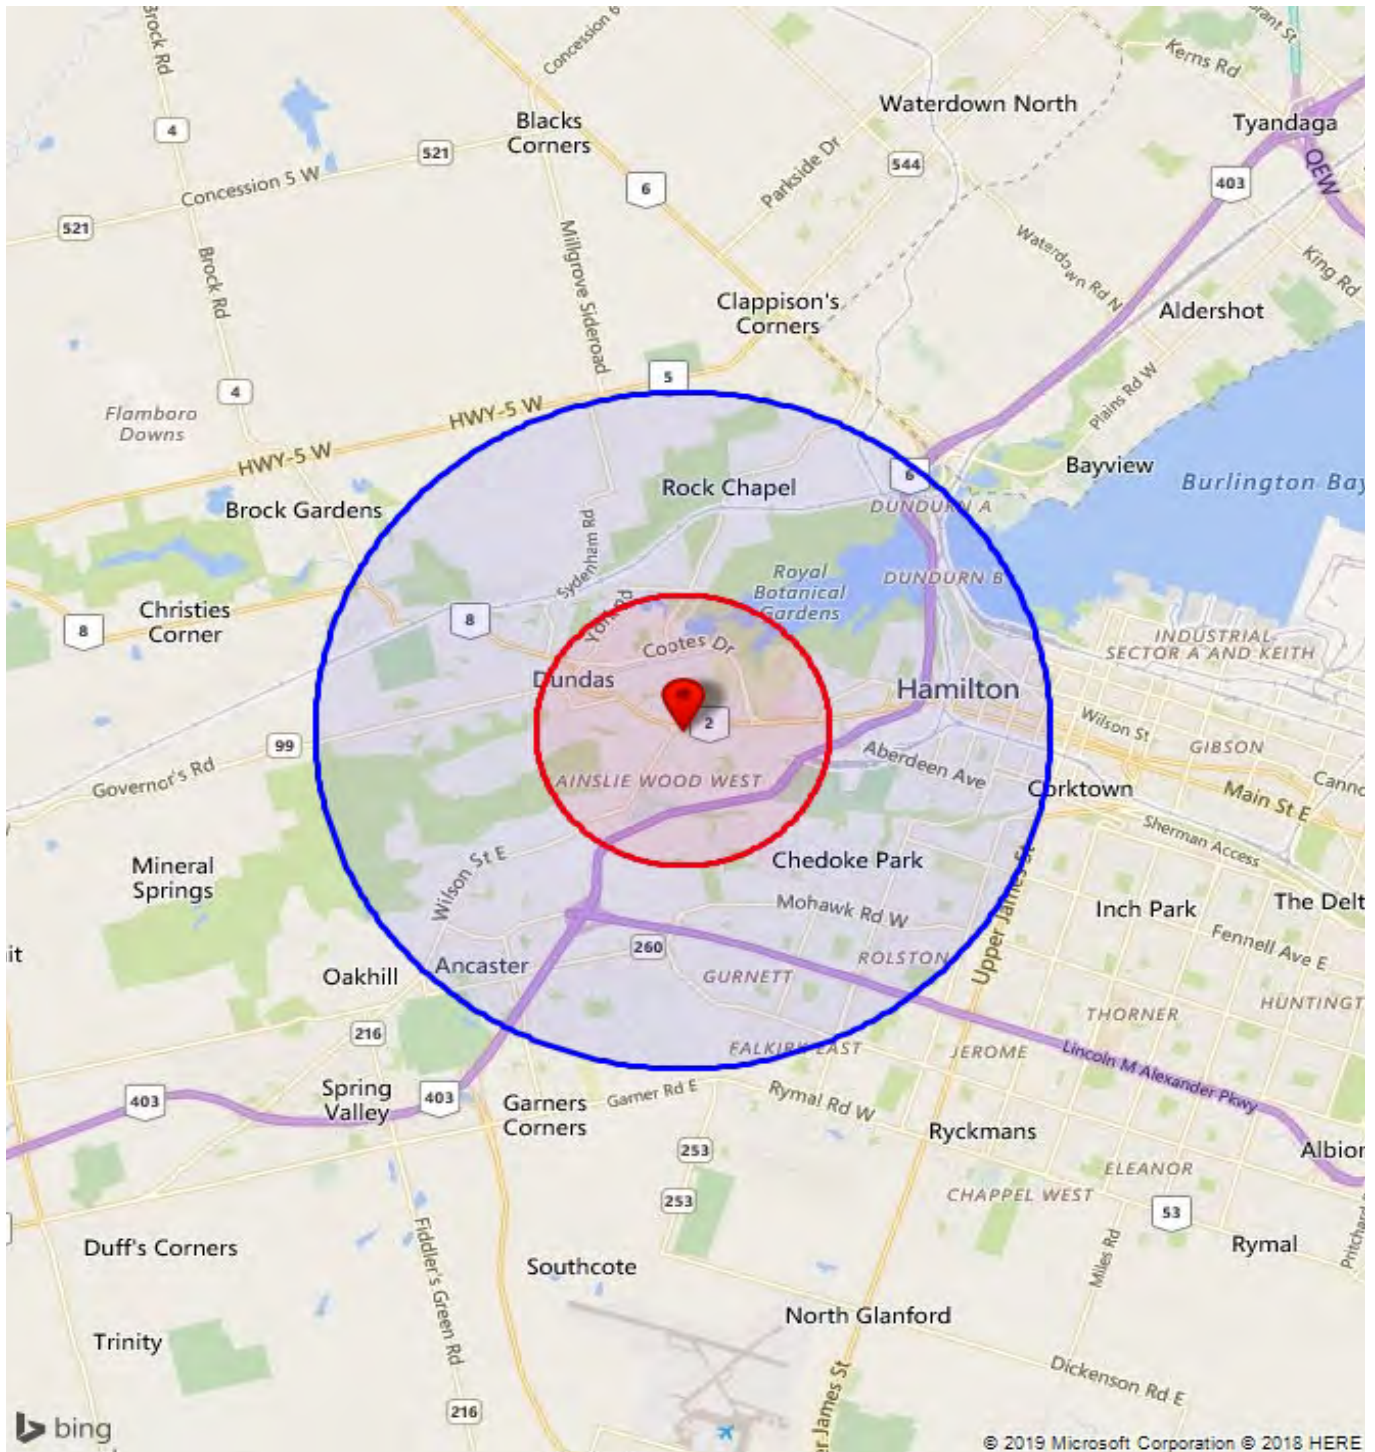 Brock Rd
Concession 6
Grant St
Kerns Rd
Waterdown North
Blacks
Corners
Tyandaga
4
521
Parkside Dr
544
QEW
Concession 5 W
6
403
521
Brock Rd
Millgrove Sideroad
Waterdown Rd N
King Rd
Clappison's
Corners
Aldershot
5
4
Plains Rd W
Flamboro
Downs
HWY-5 W
HWY-5 W
Bayview
6
Burlington Bay
Rock Chapel
DUNDURN A
Brock Gardens
Sydenham Rd
Royal
Botanical
Gardens
DUNDURN B
Christies
Corner
8
8
York Rd
Cootes Dr
INDUSTRIAL-
SECTOR A AND KEITH
Dundas
Hamilton
2
Wilson St
99
GIBSON
Governor's Rd
AINSLIE WOOD WEST
Aberdeen Ave
Corktown
Main St E
Sherman Access
Mineral
Springs
Wilson St E
Chedoke Park
Upper James St
The Delt
Mohawk Rd W
Inch Park
Fennell Ave E
it
260
ROLSTON
Oakhill
Ancaster
GURNETT
HUNTINGT
THORNER
216
FALKIRK EAST
JEROME
Lincoln M Alexander Pkwy
Spring
Valley
403
403
Garners
Corners
Garner Rd E
Rymal Rd W
Ryckmans
253
Albion
ELEANOR
253
CHAPPEL WEST
53
Duff's Corners
Fiddler's Green Rd
Miles Rd
Rymal
Pritchard
Southcote
North Glanford
Trinity
Dickenson Rd E
er James St
216
bing
© 2019 Microsoft Corporation © 2018 HERE